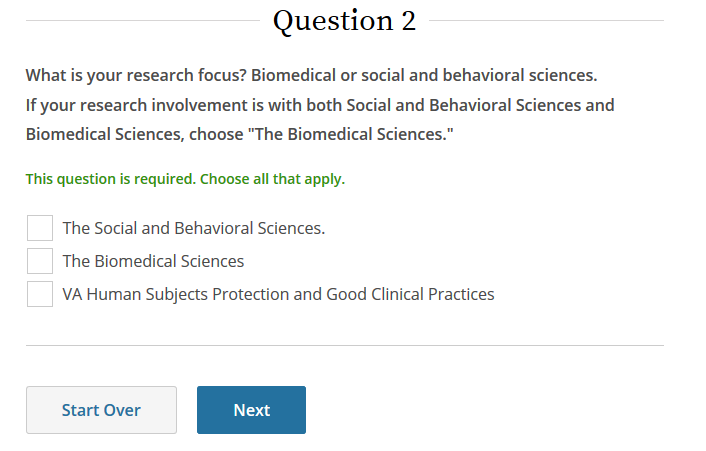 Question 2
What is your research focus? Biomedical or social and behavioral sciences.
If your research involvement is with both Social and Behavioral Sciences and
Biomedical Sciences, choose "The Biomedical Sciences."
This question is required. Choose all that apply.
The Social and Behavioral Sciences.
The Biomedical Sciences
VA Human Subjects Protection and Good Clinical Practices
Start Over
Next